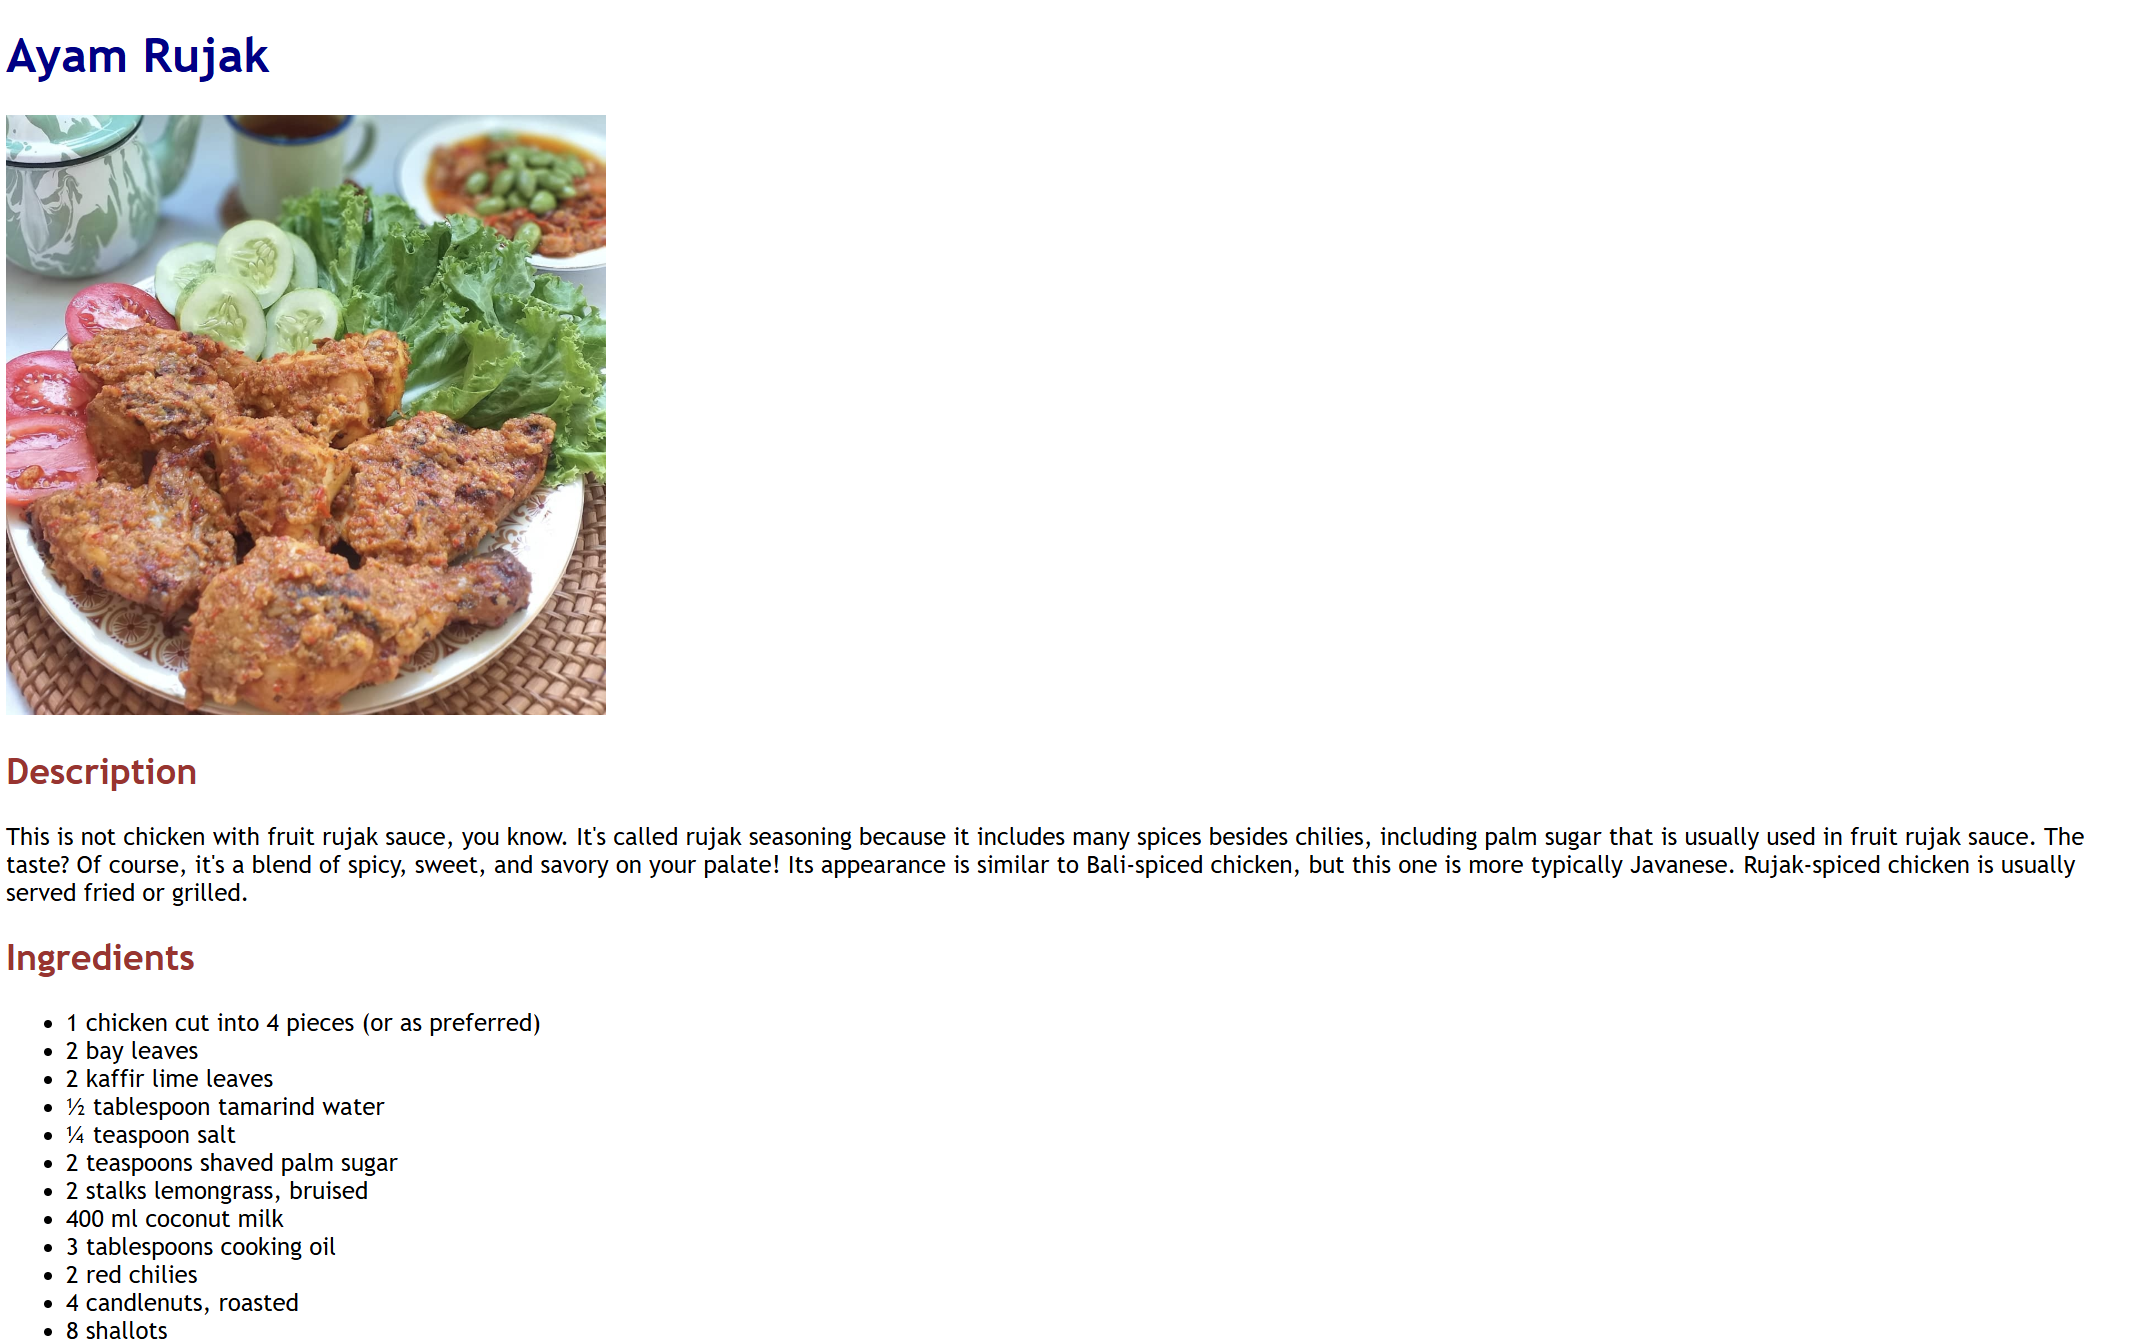 Ayam Rujak
Description
This is not chicken with fruit rujak sauce, you know. It's called rujak seasoning because it includes many spices besides chilies, including palm sugar that is usually used in fruit rujak sauce. The
taste? Of course, it's a blend of spicy, sweet, and savory on your palate! Its appearance is similar to Bali-spiced chicken, but this one is more typically Javanese. Rujak-spiced chicken is usually
served fried or grilled.
Ingredients
• 1 chicken cut into 4 pieces (or as preferred)
• 2 bay leaves
• 2 kaffir lime leaves
• ½ tablespoon tamarind water
• ¼ teaspoon salt
• 2 teaspoons shaved palm sugar
• 2 stalks lemongrass, bruised
• 400 ml coconut milk
• 3 tablespoons cooking oil
• 2 red chilies
• 4 candlenuts, roasted
• 8 shallots